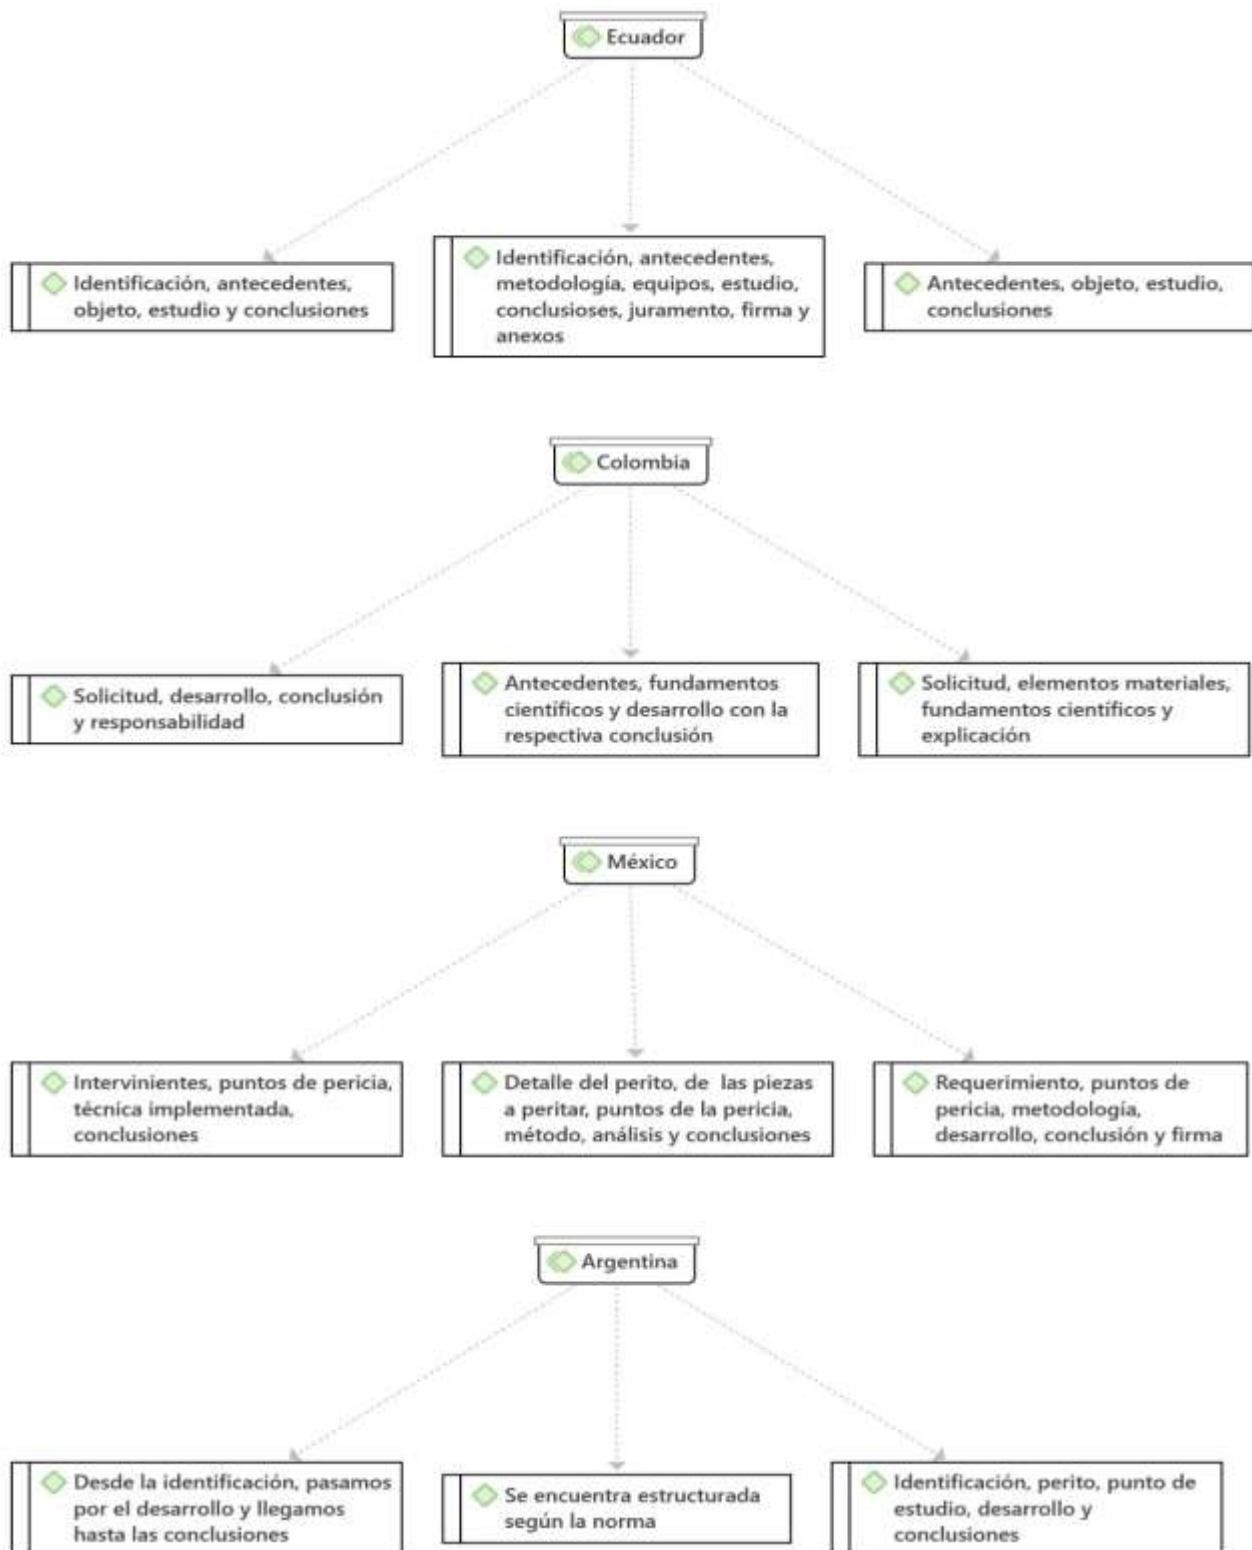 Ecuador
Identificación, antecedentes,
objeto, estudio y conclusiones
Identificación, antecedentes,
metodología, equipos, estudio,
conclusioses, juramento, firma y
anexos
Antecedentes, objeto, estudio,
conclusiones
Colombia
Solicitud, desarrollo, conclusión
y responsabilidad
Antecedentes, fundamentos
científicos y desarrollo con la
respectiva conclusión
Solicitud, elementos materiales,
fundamentos científicos y
explicación
México
Intervinientes, puntos de pericia,
técnica implementada,
conclusiones
Detalle del perito, de las piezas
a peritar, puntos de la pericia,
método, análisis y conclusiones
Requerimiento, puntos de
pericia, metodología,
desarrollo, conclusión y firma
Argentina
Desde la identificación, pasamos
por el desarrollo y llegamos
hasta las conclusiones
Se encuentra estructurada
según la norma
Identificación, perito, punto de
estudio, desarrollo y
conclusiones